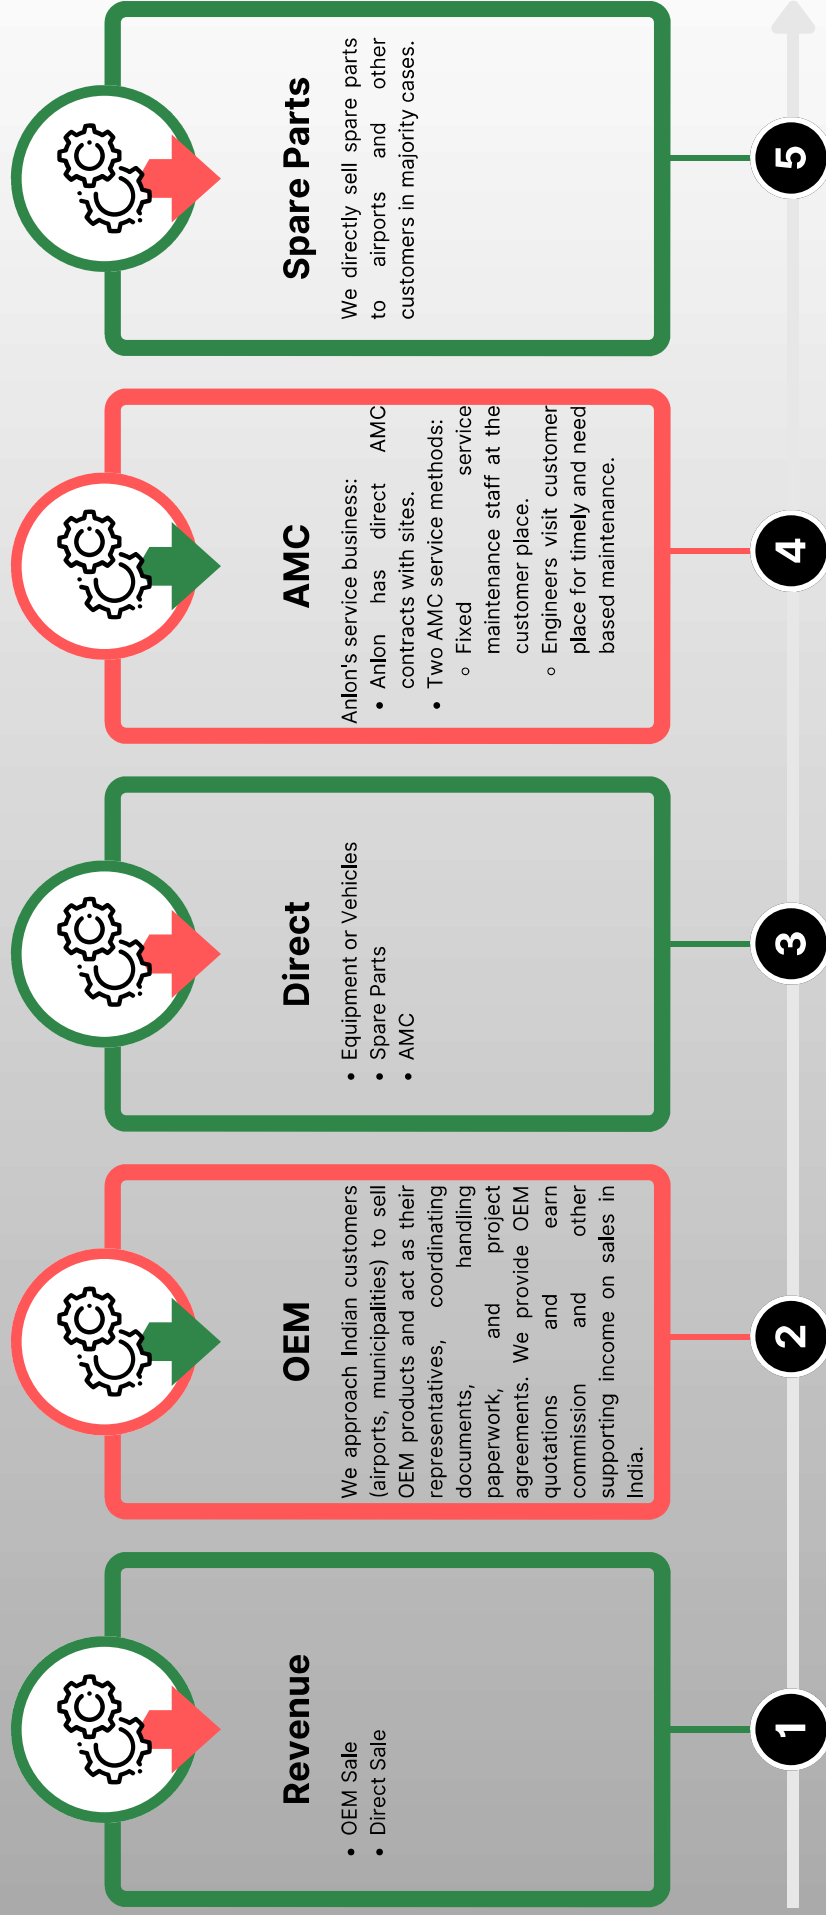 Revenue
• OEM Sale
• Direct Sale
1
OEM
We approach Indian customers
(airports, municipalities) to sell
OEM products and act as their
representatives, coordinating
documents, handling
paperwork, and project
agreements. We provide OEM
quotations and earn
commission and other
supporting income on sales in
India.
2
Direct
• Equipment or Vehicles
• Spare Parts
• AMC
3
AMC
Anlon's service business:
• Anlon has direct AMC
contracts with sites.
• Two AMC service methods:
◦ Fixed service
maintenance staff at the
customer place.
◦ Engineers visit customer
place for timely and need
based maintenance.
4
Spare Parts
We directly sell spare parts
to airports and other
customers in majority cases.
5